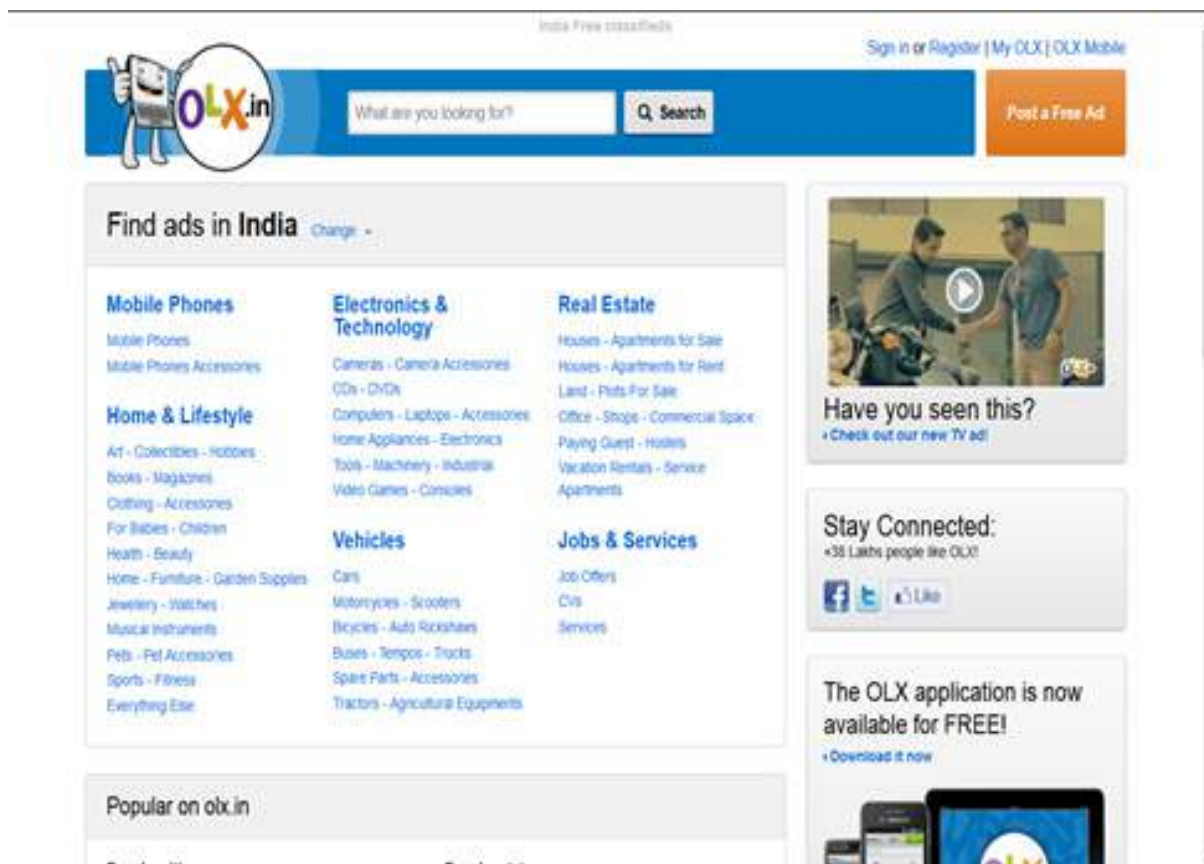 India Free classifieds
Sign in or Register | My OLX | OLX Mobile
OLX.in
What are you looking for?
Search
Post a Free Ad
Find ads in India Change
Mobile Phones
Mobile Phones
Mobile Phones Accessories
Home & Lifestyle
Art - Collectibles - Hobbies
Books - Magazines
Clothing - Accessories
For Babies - Children
Health - Beauty
Home - Furniture - Garden Supplies
Jewellery - Watches
Musical Instruments
Pets - Pet Accessories
Sports - Fitness
Everything Else
Electronics &
Technology
Cameras - Camera Accessories
CDs - DVDs
Computers - Laptops - Accessories
Home Appliances - Electronics
Tools - Machinery - Industrial
Video Games - Consoles
Vehicles
Cars
Motorcycles - Scooters
Bicycles - Auto Rickshaws
Buses - Tempos - Trucks
Spare Parts - Accessories
Tractors - Agricultural Equipments
Real Estate
Houses - Apartments for Sale
Houses - Apartments for Rent
Land - Plots For Sale
Office - Shops - Commercial Space
Paying Guest - Hostels
Vacation Rentals - Service
Apartments
Jobs & Services
Job Offers
CVs
Services
OLX
Have you seen this?
Check out our new TV ad!
Stay Connected:
+38 Lakhs people like OLX!
Like
The OLX application is now
available for FREE!
Download it now
OLX
Popular on olx.in